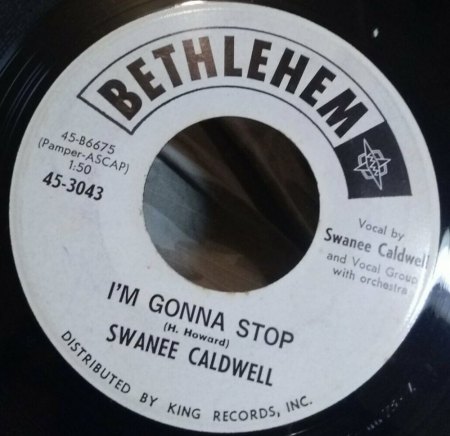 BETHLEHEM
45-B6675
(Pamper-ASCAP)
1:50
45-3043
Vocal by
Swanee Caldwell
and Vocal Group
with orchestra
I'M GONNA STOP
(H. Howard)
SWANEE CALDWELL
DISTRIBUTED BY KING RECORDS, INC.